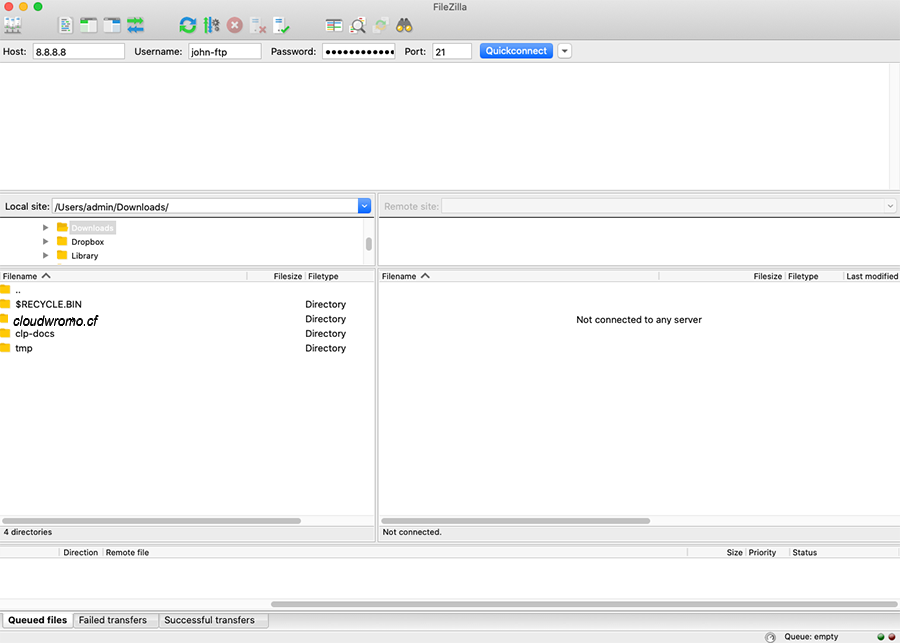 FileZilla
Host: 8.8.8.8 Username: john-ftp Password: ●●●●●●●●●●●● Port: 21 Quickconnect
Local site: /Users/admin/Downloads/ Remote site:
Downloads
Dropbox
Library
Filename Filesize Filetype Filename Filesize Filetype Last modified
..
$RECYCLE.BIN Directory
cloudwromo.cf Directory Not connected to any server
clp-docs Directory
tmp Directory
4 directories Not connected.
Direction Remote file Size Priority Status
Queued files Failed transfers Successful transfers
Queue: empty